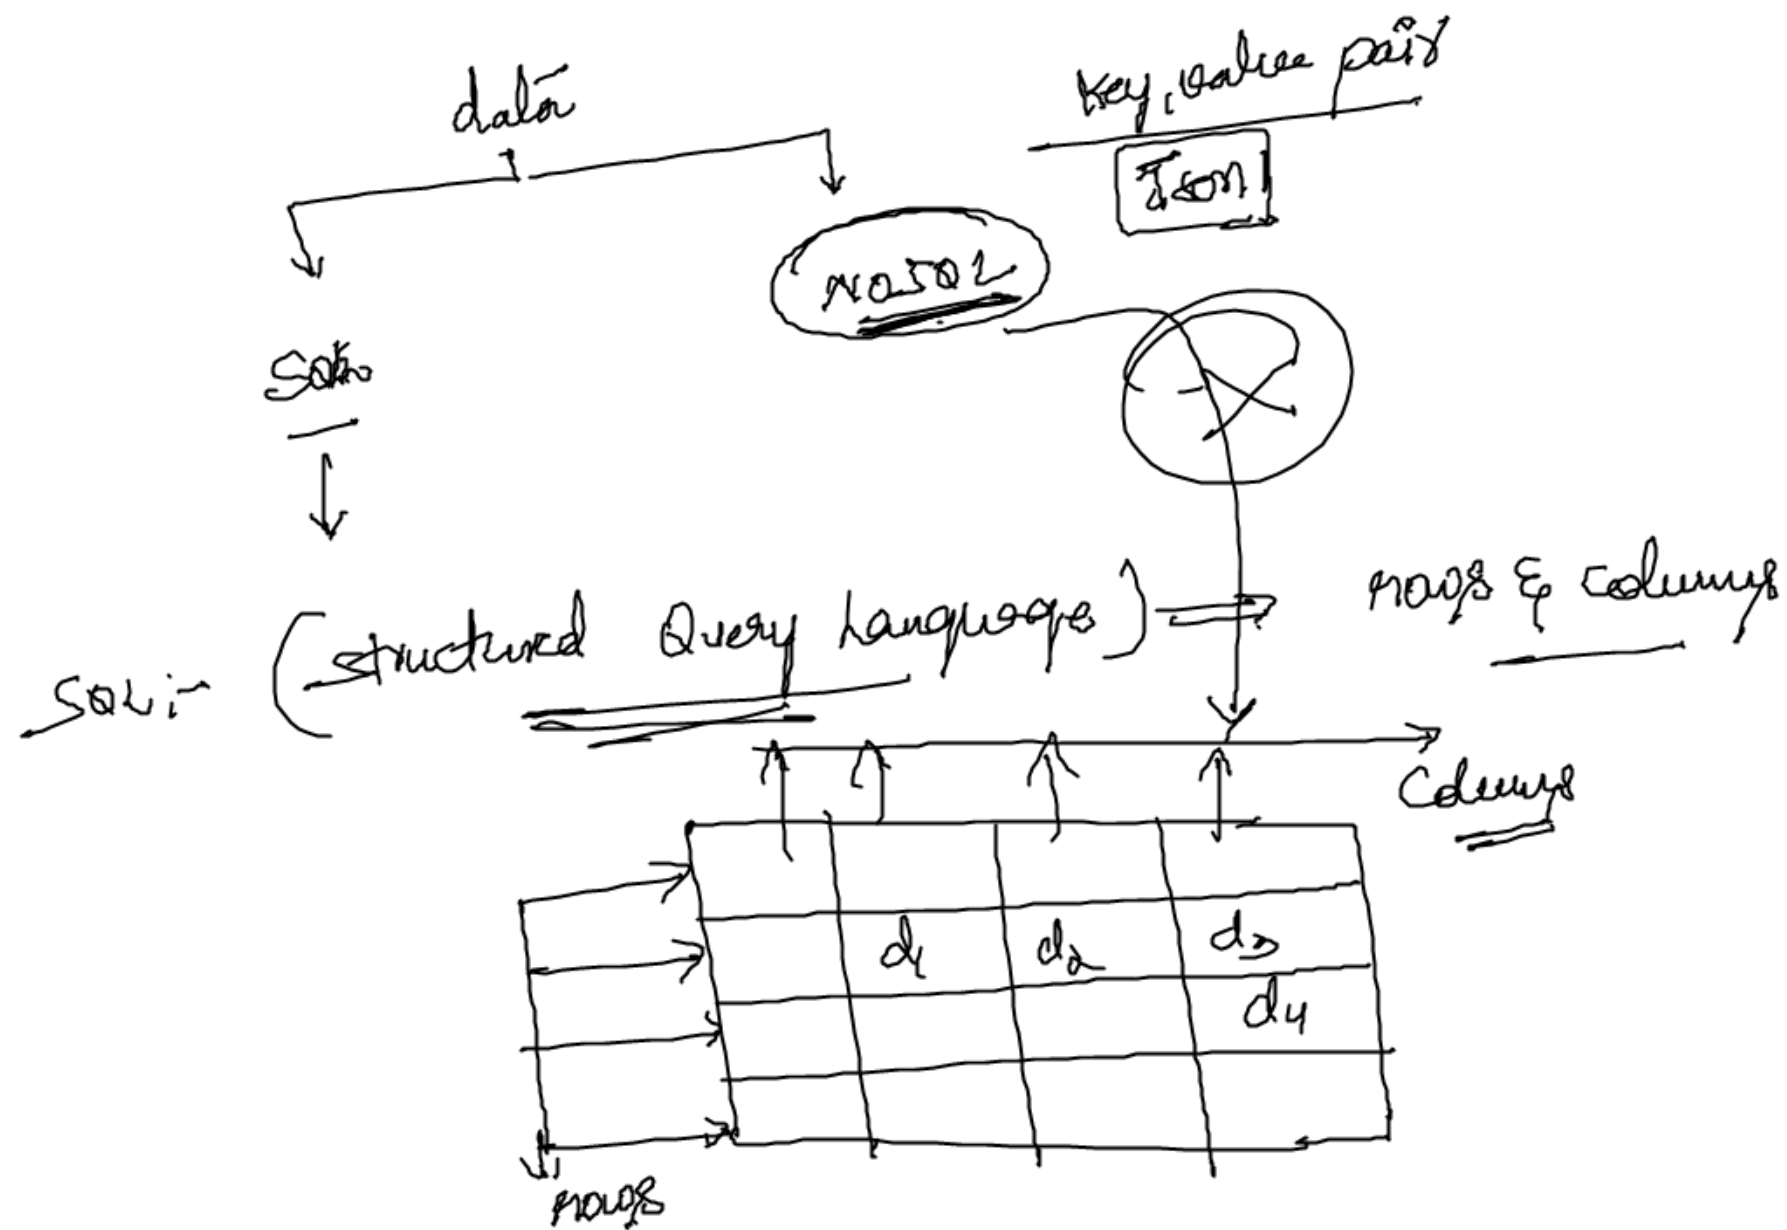 data
key, value pair
Json
NOSQL
SQL
SQL:- (structured Query Language) ⇒ rows & columns
columns
d1 d2 d3
d4
rows